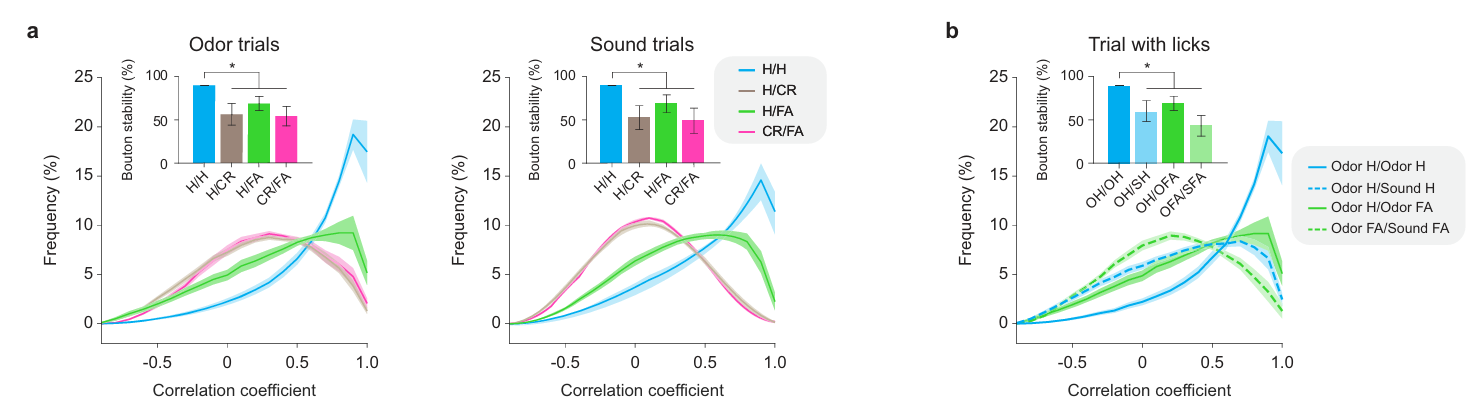 a
Odor trials
Frequency (%)
25
20
15
10
5
0
-0.5
0
0.5
1.0
Correlation coefficient
Bouton stability (%)
100
50
0
H/H
H/CR
H/FA
CR/FA
Sound trials
Frequency (%)
25
20
15
10
5
0
-0.5
0
0.5
1.0
Correlation coefficient
Bouton stability (%)
100
50
0
H/H
H/CR
H/FA
CR/FA
*
*
H/H
H/CR
H/FA
CR/FA
b
Trial with licks
Frequency (%)
25
20
15
10
5
0
-0.5
0
0.5
1.0
Correlation coefficient
Bouton stability (%)
100
50
0
*
OH/OH
OH/SH
OH/OFA
OFA/SFA
Odor H/Odor H
Odor H/Sound H
Odor H/Odor FA
Odor FA/Sound FA